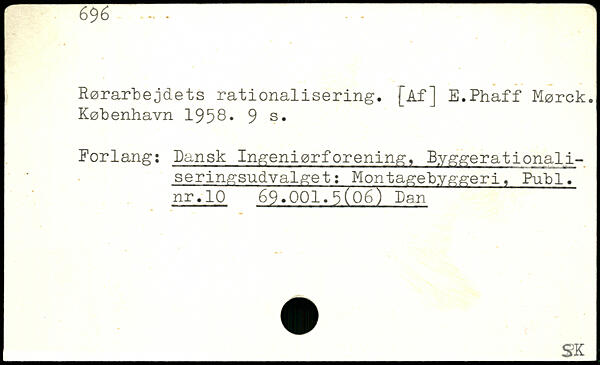 696
Rørarbejdets rationalisering. [Af] E.Phaff Mørck.
København 1958. 9 s.
Forlang: Dansk Ingeniørforening, Byggerationali-
seringsudvalget: Montagebyggeri, Publ.
nr.10 69.001.5(06) Dan
SK